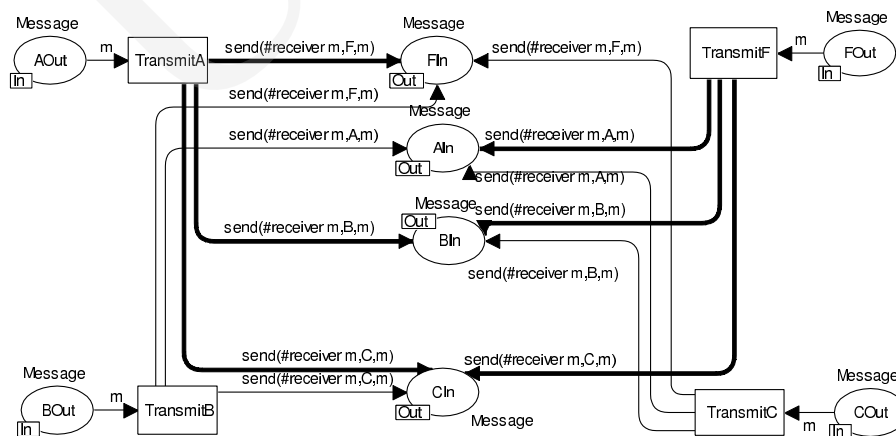 Message
Message
Message
m
send(#receiver m,F,m)
send(#receiver m,F,m)
m
AOut
In
TransmitA
FIn
Out
TransmitF
FOut
In
send(#receiver m,F,m)
Message
send(#receiver m,A,m)
send(#receiver m,A,m)
AIn
Out
send(#receiver m,A,m)
Message
Out
send(#receiver m,B,m)
send(#receiver m,B,m)
BIn
send(#receiver m,B,m)
send(#receiver m,C,m)
send(#receiver m,C,m)
Message
send(#receiver m,C,m)
Message
m
BOut
In
TransmitB
CIn
Out
Message
TransmitC
m
COut
In